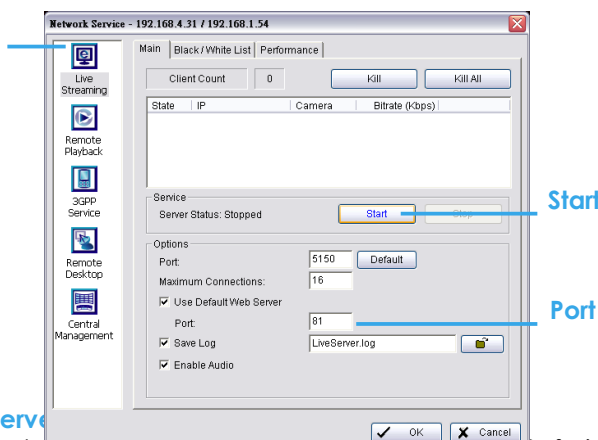 Network Service - 192.168.4.31 / 192.168.1.54
Main Black/White List Performance
Live
Streaming
Remote
Playback
3GPP
Service
Remote
Desktop
Central
Management
Client Count 0 Kill Kill All
State IP Camera Bitrate (Kbps)
Service
Server Status: Stopped Start Stop
Start
Options
Port: 5150 Default
Maximum Connections: 16
Use Default Web Server
Port: 81
Port
Save Log LiveServer.log
Enable Audio
OK Cancel